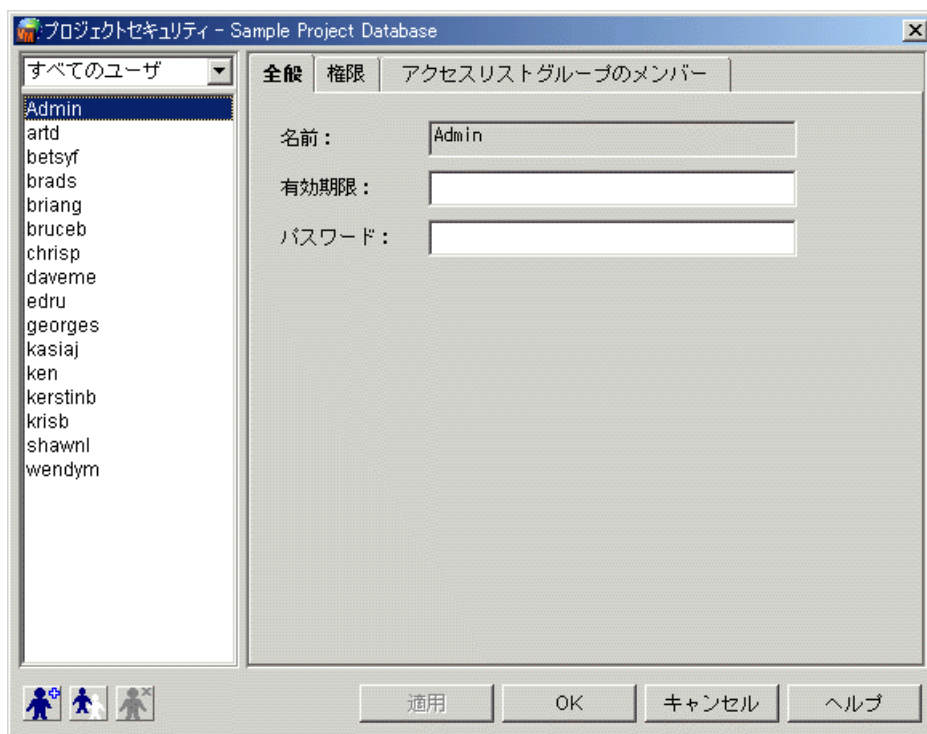 プロジェクトセキュリティ - Sample Project Database
すべてのユーザ
Admin
artd
betsyf
brads
briang
bruceb
chrisp
daveme
edru
georges
kasiaj
ken
kerstinb
krisb
shawnl
wendym
全般 権限 アクセスリストグループのメンバー
名前： Admin
有効期限：
パスワード：
適用 OK キャンセル ヘルプ